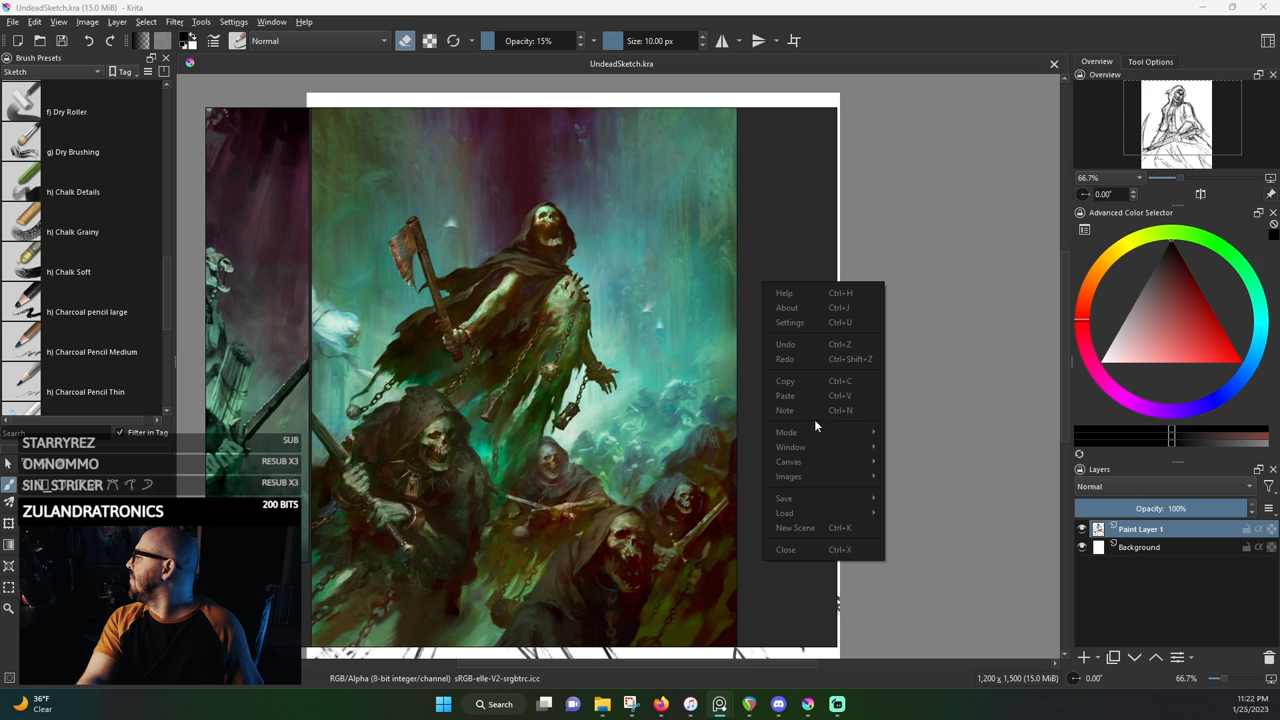 UndeadSketch.kra (15.0 MiB) - Krita
File Edit View Image Layer Select Filter Tools Settings Window Help
Normal Opacity: 15% Size: 10.00 px
Brush Presets
Sketch Tag
f) Dry Roller
g) Dry Brushing
h) Chalk Details
h) Chalk Grainy
h) Chalk Soft
h) Charcoal pencil large
h) Charcoal Pencil Medium
h) Charcoal Pencil Thin
Search Filter in Tag
STARRYREZ SUB
OMNØMMO RESUB X3
SIN_STRIKER RESUB X3
ZULANDRATRONICS 200 BITS
UndeadSketch.kra
Help Ctrl+H
About Ctrl+J
Settings Ctrl+U
Undo Ctrl+Z
Redo Ctrl+Shift+Z
Copy Ctrl+C
Paste Ctrl+V
Note Ctrl+N
Mode
Window
Canvas
Images
Save
Load
New Scene Ctrl+K
Close Ctrl+X
Overview Tool Options
Overview
66.7%
0.00°
Advanced Color Selector
Layers
Normal
Opacity: 100%
Paint Layer 1
Background
RGB/Alpha (8-bit integer/channel) sRGB-elle-V2-srgbtrc.icc
1,200 x 1,500 (15.0 MiB) 0.00° 66.7%
36°F
Clear
Search
11:22 PM
1/25/2023